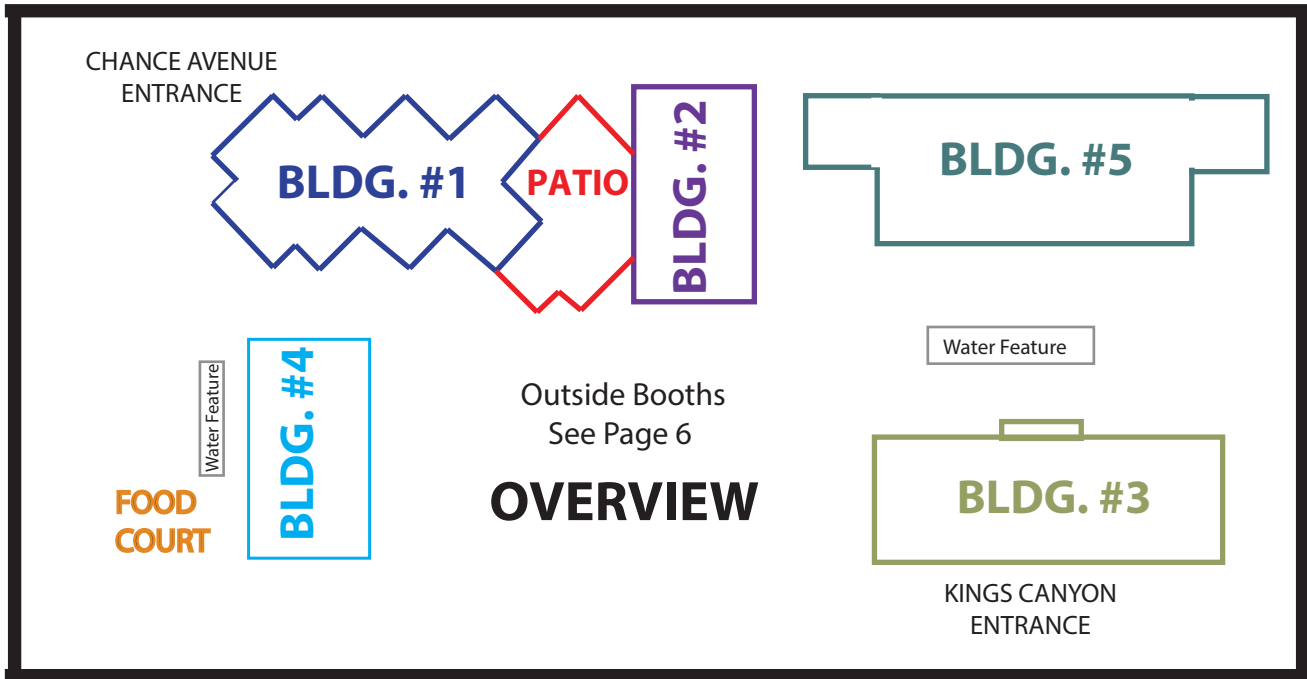 CHANCE AVENUE
ENTRANCE
BLDG. #1
PATIO
BLDG. #2
BLDG. #5
Water Feature
BLDG. #4
Water Feature
Outside Booths
See Page 6
OVERVIEW
FOOD
COURT
BLDG. #3
KINGS CANYON
ENTRANCE